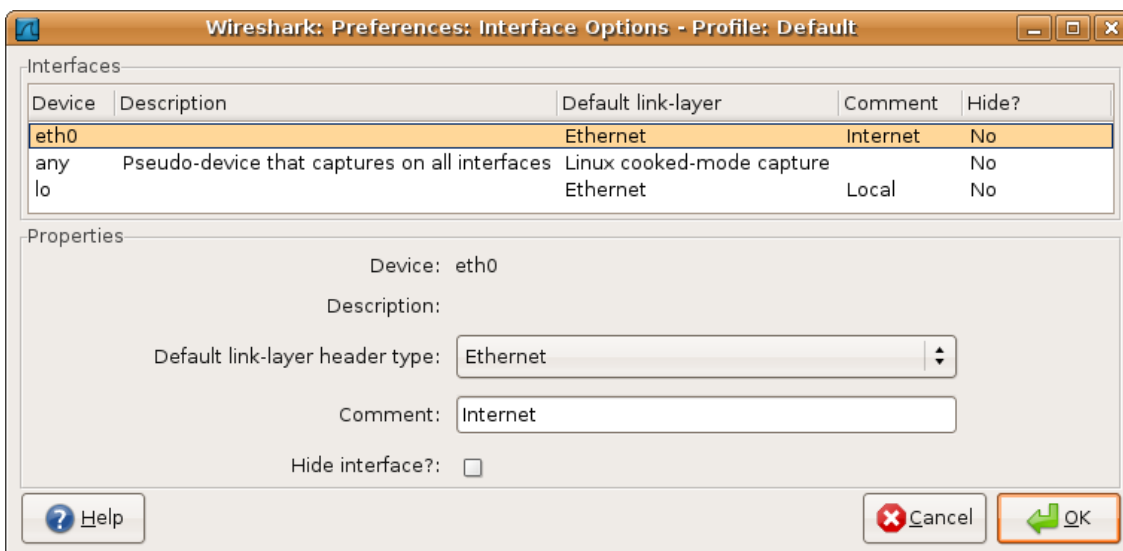 Wireshark: Preferences: Interface Options - Profile: Default
Interfaces
Device Description Default link-layer Comment Hide?
eth0 Ethernet Internet No
any Pseudo-device that captures on all interfaces Linux cooked-mode capture No
lo Ethernet Local No
Properties
Device: eth0
Description:
Default link-layer header type: Ethernet
Comment: Internet
Hide interface?:
Help Cancel OK